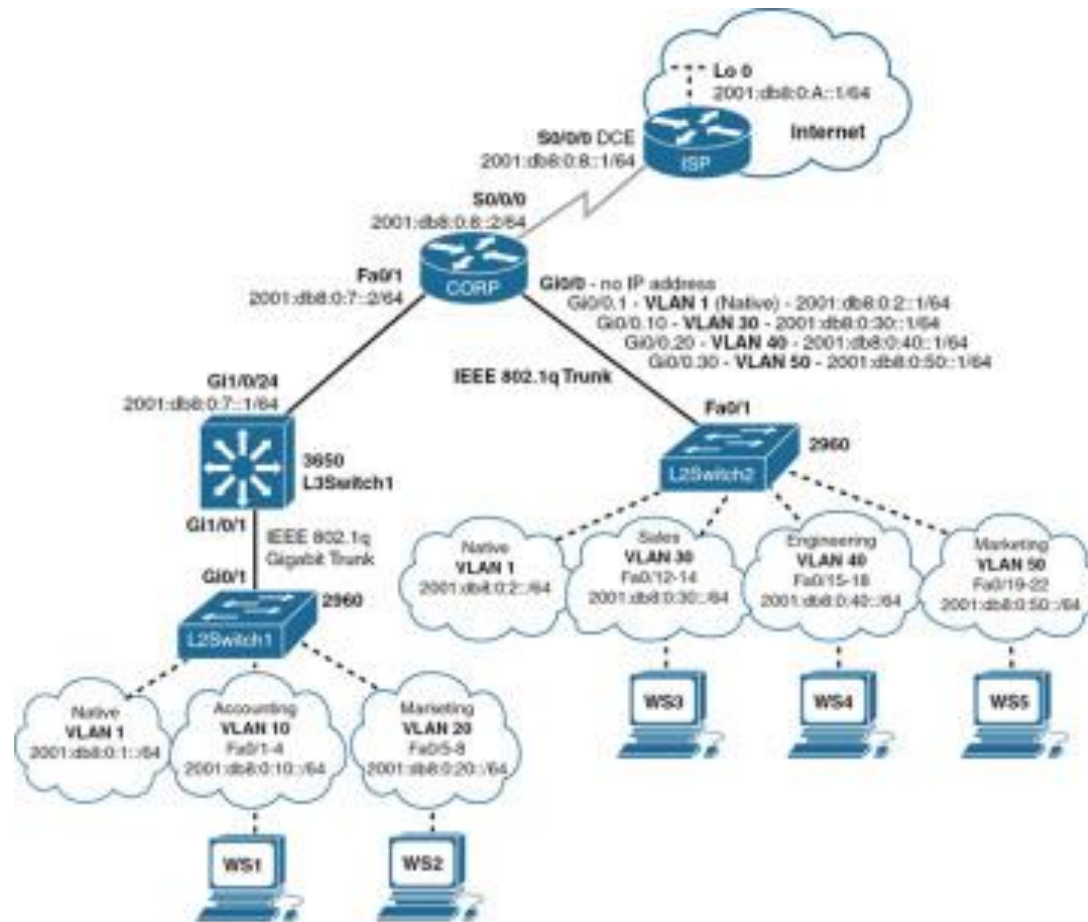 Lo 0
2001:db8:0:A::1/64
Internet
ISP
S0/0/0 DCE
2001:db8:0:8::1/64
S0/0/0
2001:db8:0:8::2/64
CORP
Fa0/1
2001:db8:0:7::2/64
Gi0/0 - no IP address
Gi0/0.1 - VLAN 1 (Native) - 2001:db8:0.2::1/64
Gi0/0.10 - VLAN 30 - 2001:db8:0:30::1/64
Gi0/0.20 - VLAN 40 - 2001:db8:0:40::1/64
Gi0/0.30 - VLAN 50 - 2001:db8:0:50::1/64
IEEE 802.1q Trunk
Gi1/0/24
2001:db8:0:7::1/64
3650
L3Switch1
Gi1/0/1
IEEE 802.1q
Gigabit Trunk
Gi0/1
2960
L2Switch1
Fa0/1
2960
L2Switch2
Native
VLAN 1
2001:db8:0:2::/64
Sales
VLAN 30
Fa0/12-14
2001:db8:0:30::/64
Engineering
VLAN 40
Fa0/15-18
2001:db8:0:40::/64
Marketing
VLAN 50
Fa0/19-22
2001:db8:0:50::/64
WS3
WS4
WS5
Native
VLAN 1
2001:db8:0:1::/64
Accounting
VLAN 10
Fa0/1-4
2001:db8:0:10::/64
Marketing
VLAN 20
Fa0/5-8
2001:db8:0:20::/64
WS1
WS2